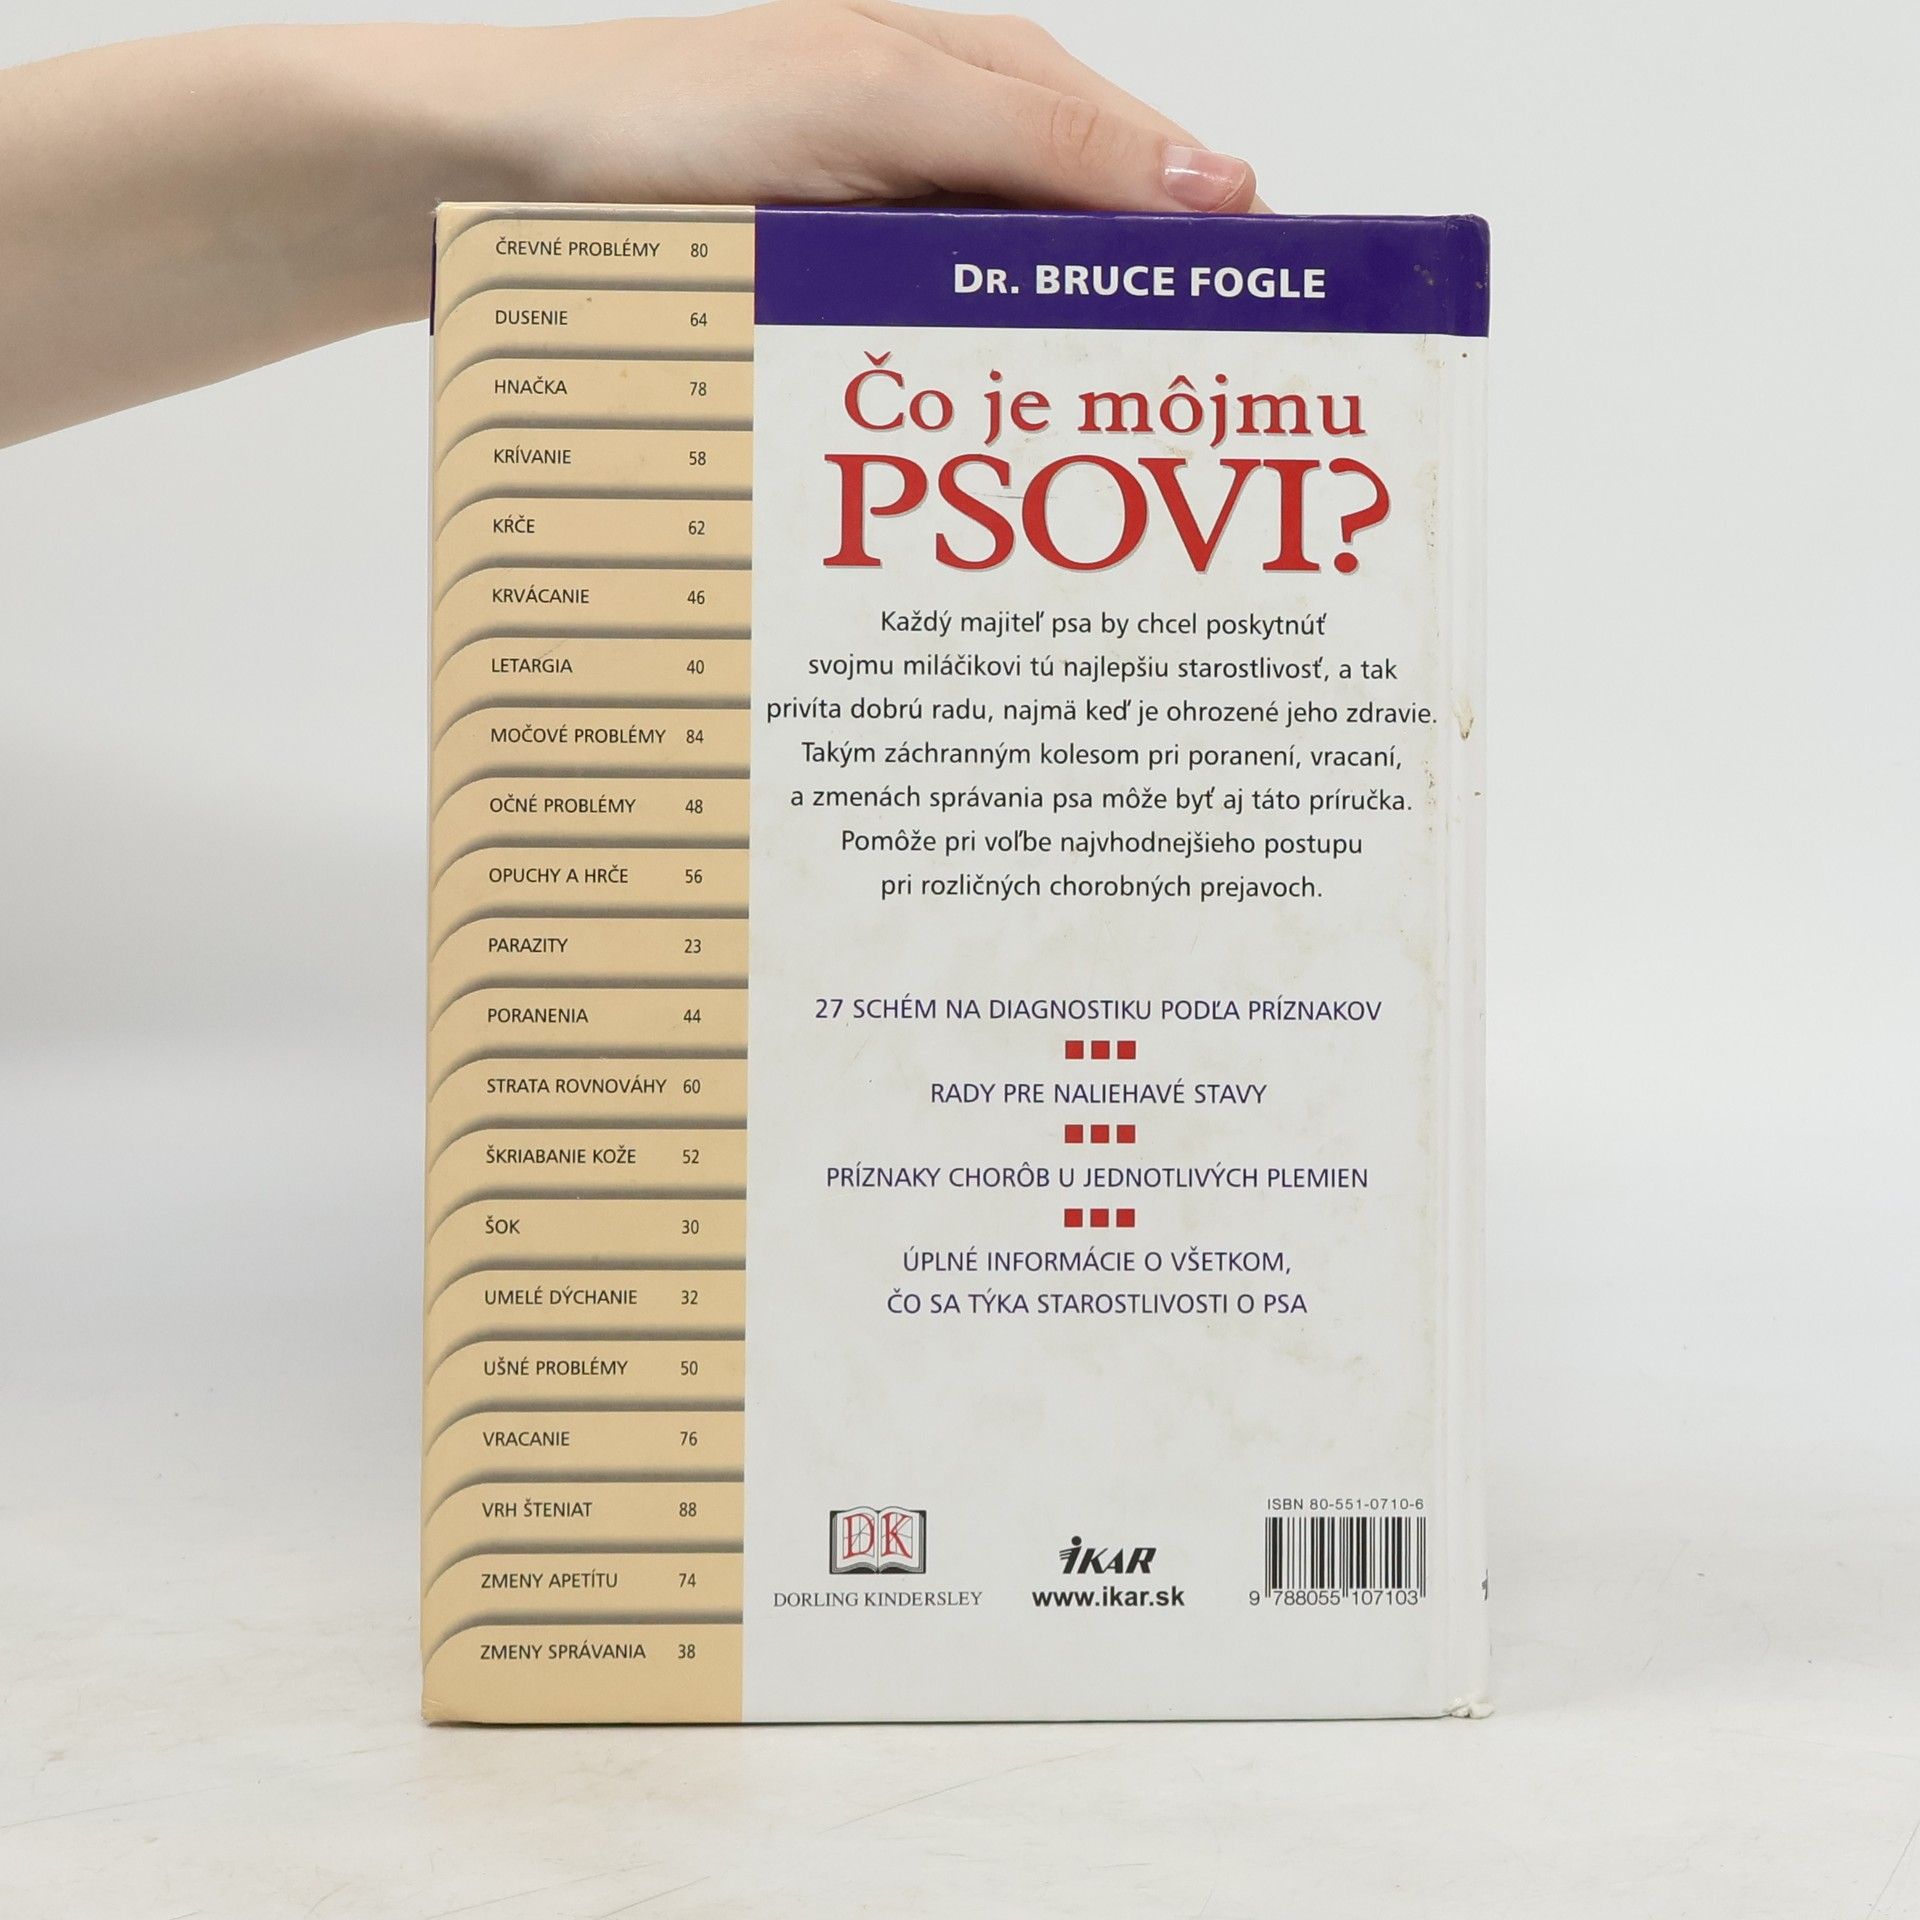 ČREVNÉ PROBLÉMY 80
DUSENIE 64
HNAČKA 78
KRÍVANIE 58
KŔČE 62
KRVÁCANIE 46
LETARGIA 40
MOČOVÉ PROBLÉMY 84
OČNÉ PROBLÉMY 48
OPUCHY A HRČE 56
PARAZITY 23
PORANENIA 44
STRATA ROVNOVÁHY 60
ŠKRIABANIE KOŽE 52
ŠOK 30
UMELÉ DÝCHANIE 32
UŠNÉ PROBLÉMY 50
VRACANIE 76
VRH ŠTENIAT 88
ZMENY APETÍTU 74
ZMENY SPRÁVANIA 38
DR. BRUCE FOGLE
Čo je môjmu
PSOVI?
Každý majiteľ psa by chcel poskytnúť
svojmu miláčikovi tú najlepšiu starostlivosť, a tak
privíta dobrú radu, najmä keď je ohrozené jeho zdravie.
Takým záchranným kolesom pri poranení, vracaní,
a zmenách správania psa môže byť aj táto príručka.
Pomôže pri voľbe najvhodnejšieho postupu
pri rozličných chorobných prejavoch.
27 SCHÉM NA DIAGNOSTIKU PODĽA PRÍZNAKOV
RADY PRE NALIEHAVÉ STAVY
PRÍZNAKY CHORÔB U JEDNOTLIVÝCH PLEMIEN
ÚPLNÉ INFORMÁCIE O VŠETKOM,
ČO SA TÝKA STAROSTLIVOSTI O PSA
DK
DORLING KINDERSLEY
IKAR
www.ikar.sk
ISBN 80-551-0710-6
9 788055 107103